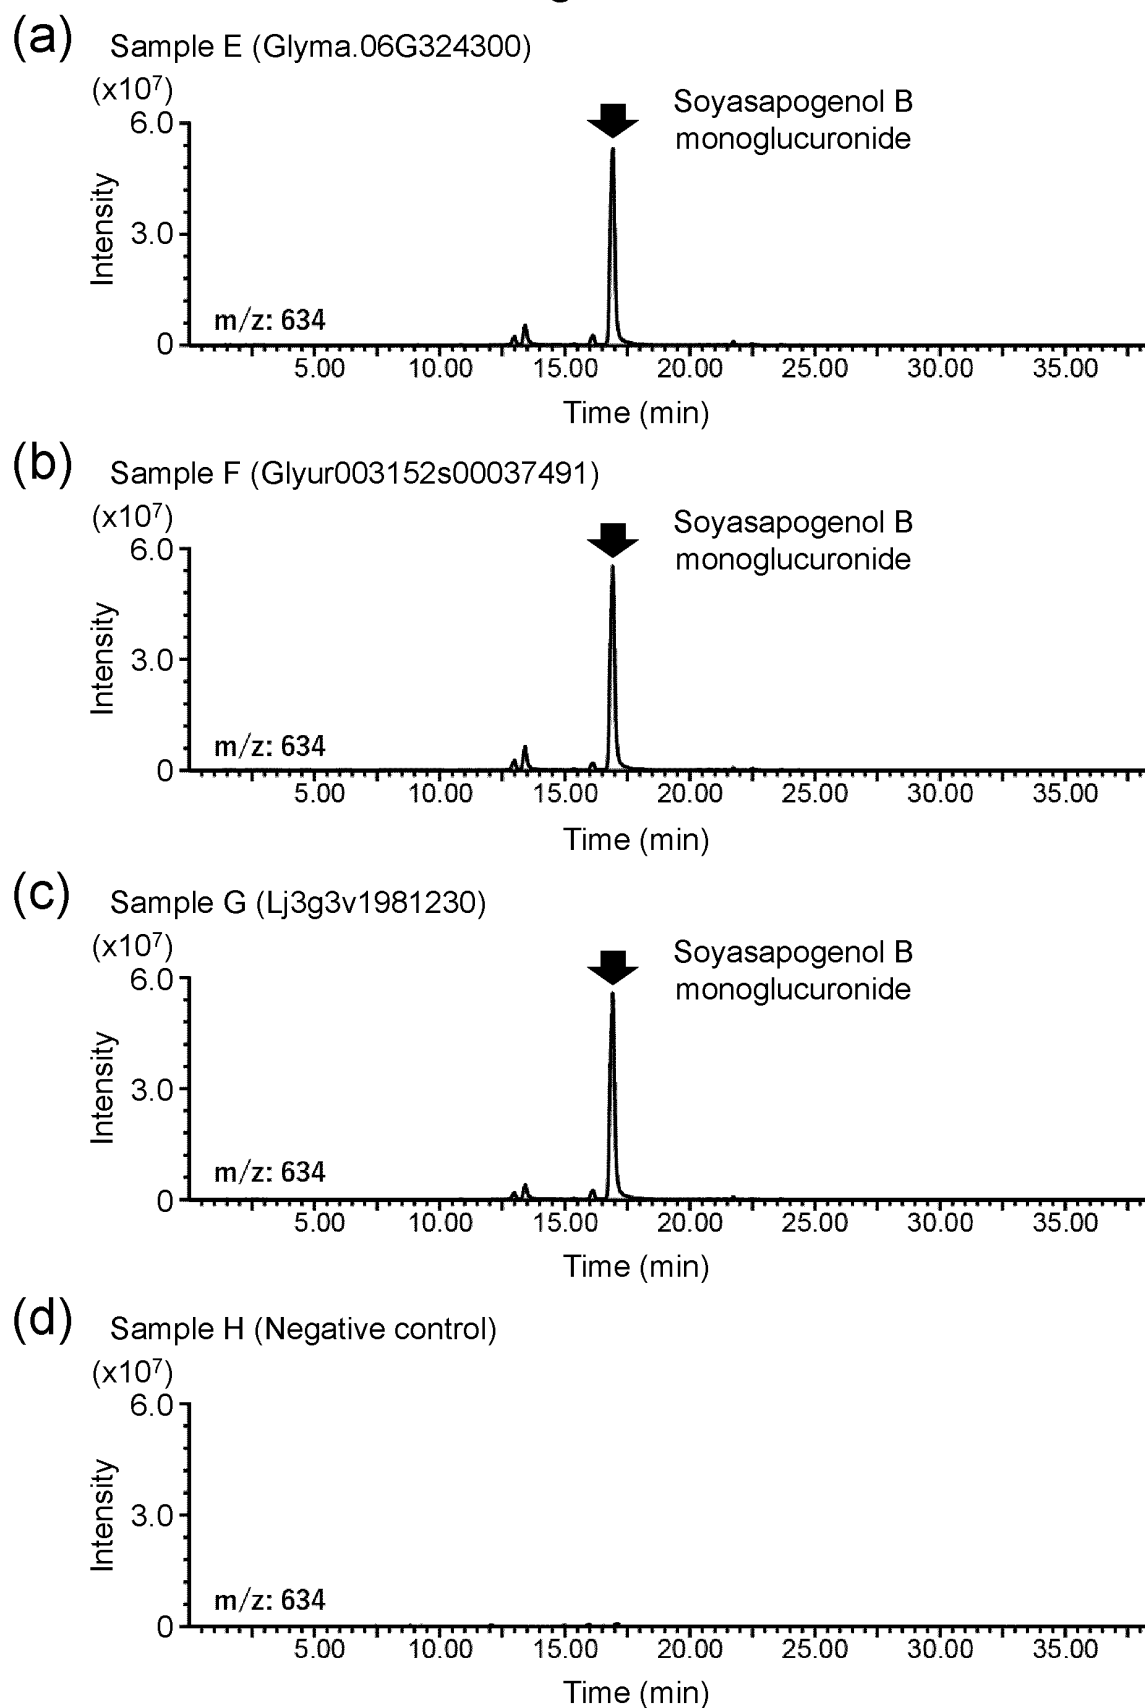 (a) Sample E (Glyma.06G324300)
(x10⁷)
Soyasapogenol B
monoglucuronide
6.0
3.0
0
Intensity
m/z: 634
5.00 10.00 15.00 20.00 25.00 30.00 35.00
Time (min)
(b) Sample F (Glyur003152s00037491)
(x10⁷)
Soyasapogenol B
monoglucuronide
6.0
3.0
0
Intensity
m/z: 634
5.00 10.00 15.00 20.00 25.00 30.00 35.00
Time (min)
(c) Sample G (Lj3g3v1981230)
(x10⁷)
Soyasapogenol B
monoglucuronide
6.0
3.0
0
Intensity
m/z: 634
5.00 10.00 15.00 20.00 25.00 30.00 35.00
Time (min)
(d) Sample H (Negative control)
(x10⁷)
6.0
3.0
0
Intensity
m/z: 634
5.00 10.00 15.00 20.00 25.00 30.00 35.00
Time (min)